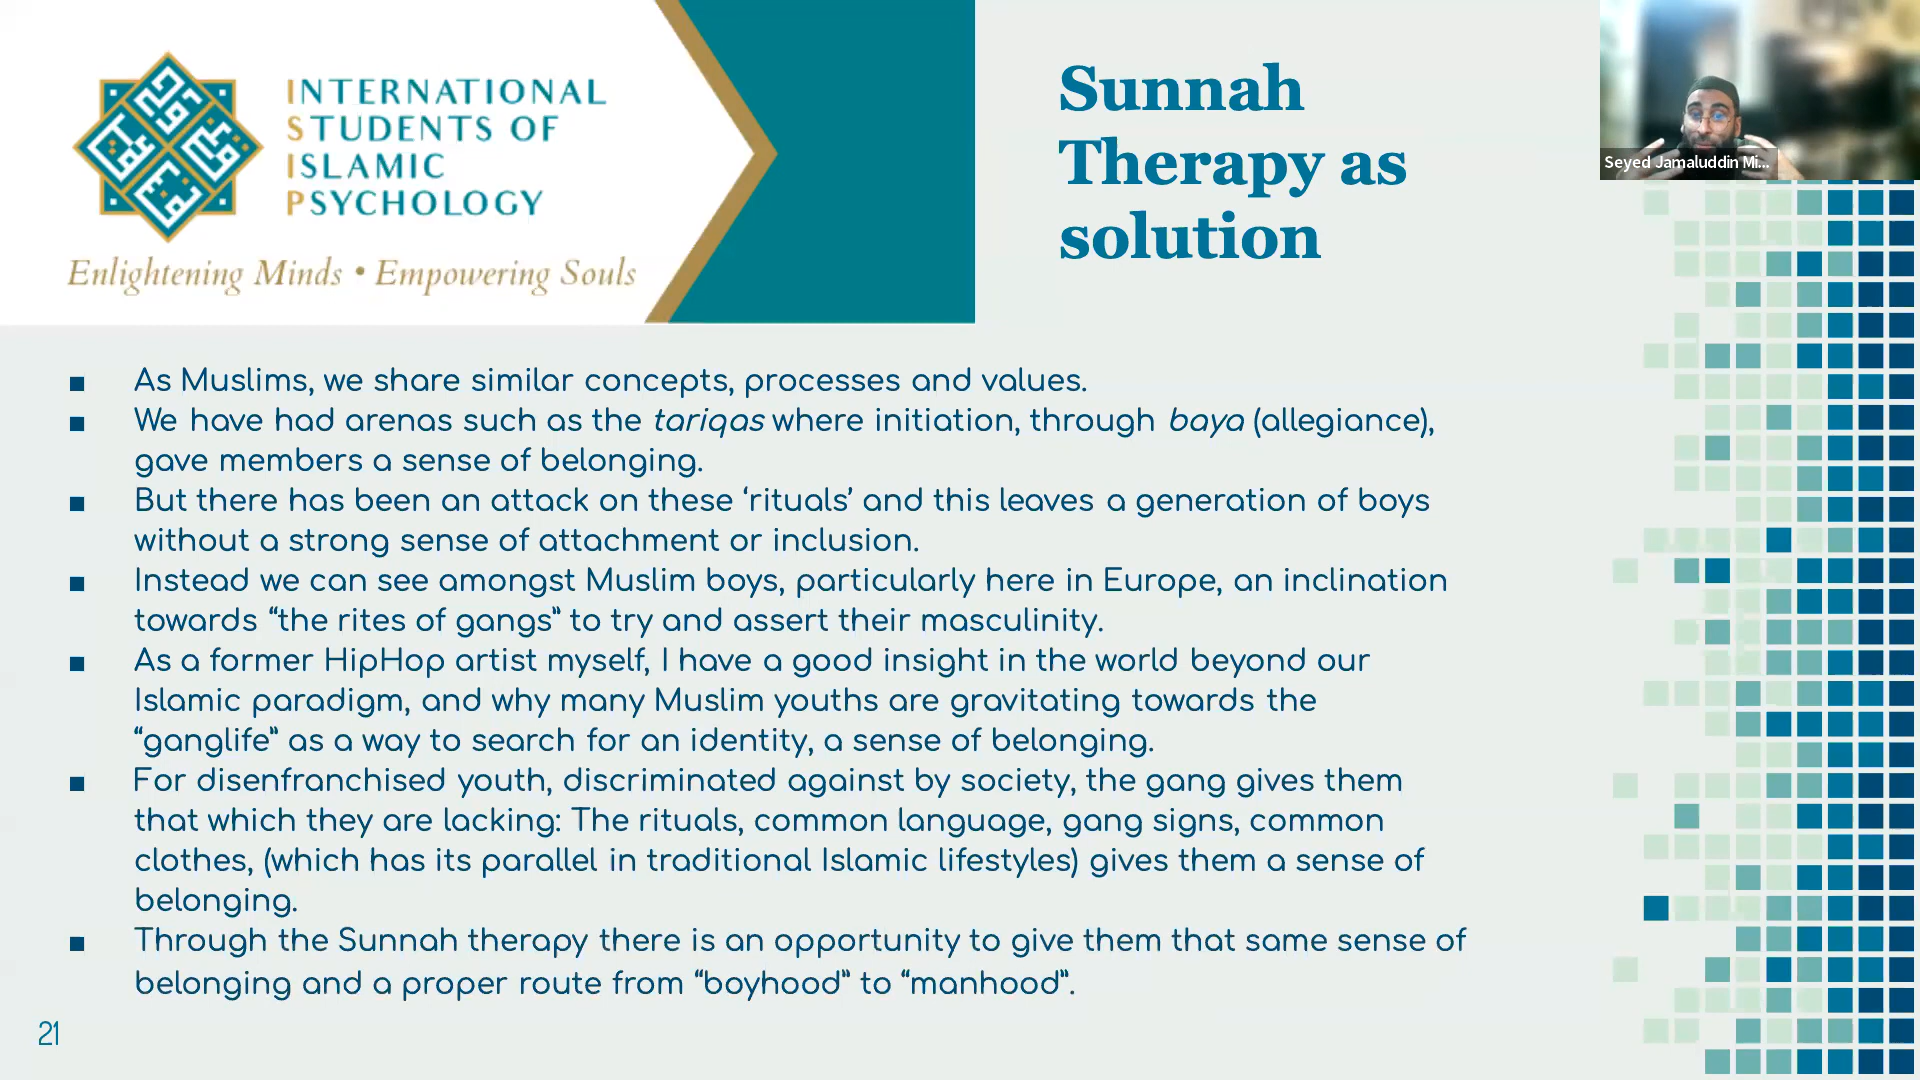 INTERNATIONAL
STUDENTS OF
ISLAMIC
PSYCHOLOGY
Enlightening Minds • Empowering Souls
Sunnah
Therapy as
solution
Seyed Jamaluddin Mi...
■ As Muslims, we share similar concepts, processes and values.
■ We have had arenas such as the tariqas where initiation, through baya (allegiance),
gave members a sense of belonging.
■ But there has been an attack on these ‘rituals’ and this leaves a generation of boys
without a strong sense of attachment or inclusion.
■ Instead we can see amongst Muslim boys, particularly here in Europe, an inclination
towards “the rites of gangs” to try and assert their masculinity.
■ As a former HipHop artist myself, I have a good insight in the world beyond our
Islamic paradigm, and why many Muslim youths are gravitating towards the
“ganglife” as a way to search for an identity, a sense of belonging.
■ For disenfranchised youth, discriminated against by society, the gang gives them
that which they are lacking: The rituals, common language, gang signs, common
clothes, (which has its parallel in traditional Islamic lifestyles) gives them a sense of
belonging.
■ Through the Sunnah therapy there is an opportunity to give them that same sense of
belonging and a proper route from “boyhood” to “manhood”.
21